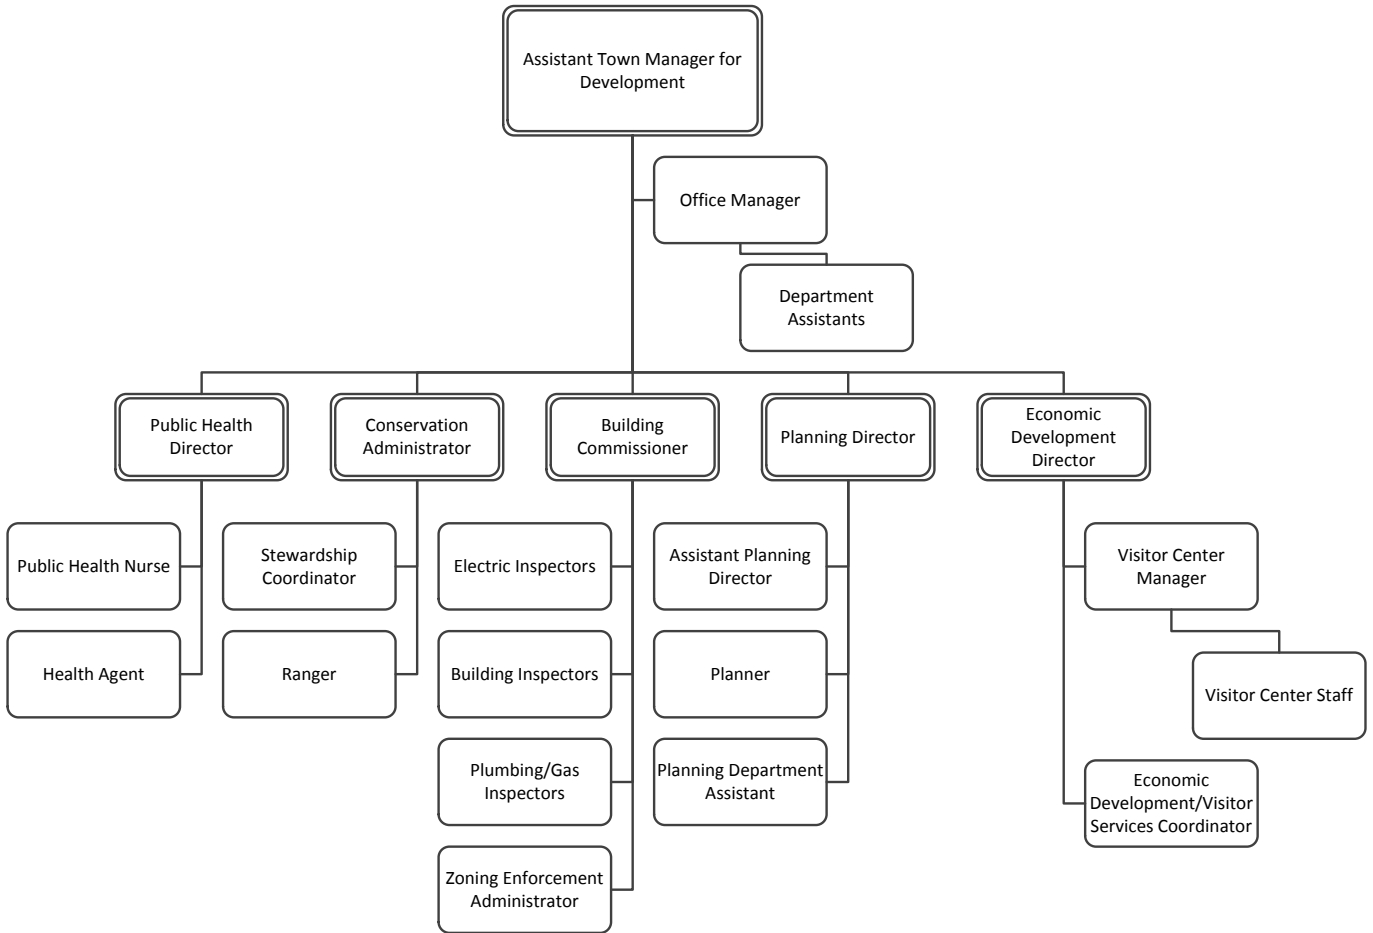 Assistant Town Manager for
Development
Office Manager
Department
Assistants
Public Health
Director
Conservation
Administrator
Building
Commissioner
Planning Director
Economic
Development
Director
Public Health Nurse
Health Agent
Stewardship
Coordinator
Ranger
Electric Inspectors
Building Inspectors
Plumbing/Gas
Inspectors
Zoning Enforcement
Administrator
Assistant Planning
Director
Planner
Planning Department
Assistant
Visitor Center
Manager
Visitor Center Staff
Economic
Development/Visitor
Services Coordinator